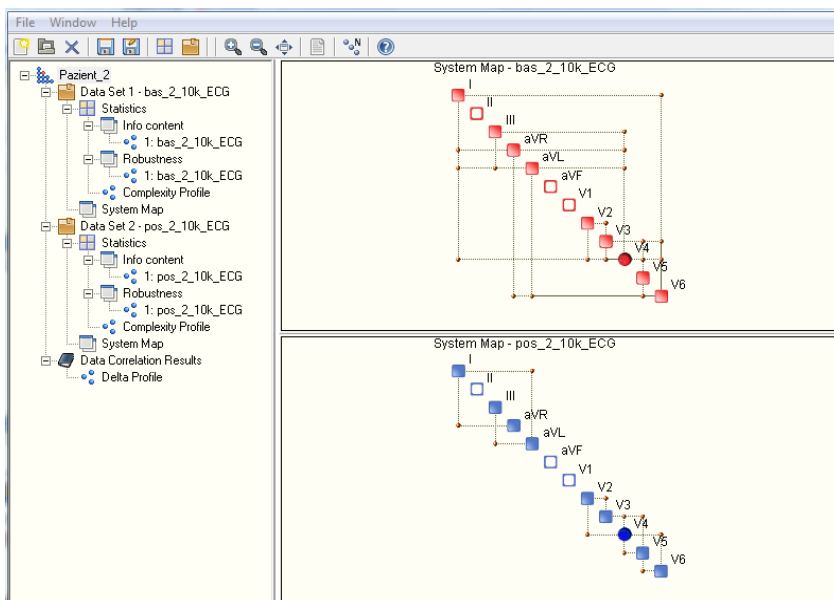 File Window Help
N
Pazient_2
Data Set 1 - bas_2_10k_ECG
Statistics
Info content
1: bas_2_10k_ECG
Robustness
1: bas_2_10k_ECG
Complexity Profile
System Map
Data Set 2 - pos_2_10k_ECG
Statistics
Info content
1: pos_2_10k_ECG
Robustness
1: pos_2_10k_ECG
Complexity Profile
System Map
Data Correlation Results
Delta Profile
System Map - bas_2_10k_ECG
I
II
III
aVR
aVL
aVF
V1
V2
V3
V4
V5
V6
System Map - pos_2_10k_ECG
I
II
III
aVR
aVL
aVF
V1
V2
V3
V4
V5
V6